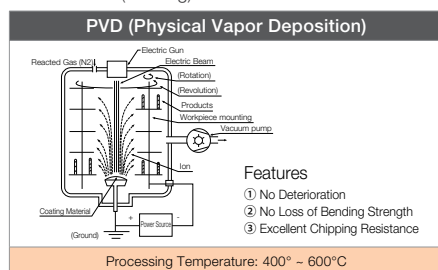 PVD (Physical Vapor Deposition)
Electric Gun
Reacted Gas (N2)
Electric Beam
(Rotation)
(Revolution)
Products
Workpiece mounting
Vacuum pump
Ion
Coating Material
+
-
Power Source
(Ground)
Features
① No Deterioration
② No Loss of Bending Strength
③ Excellent Chipping Resistance
Processing Temperature: 400° ~ 600°C